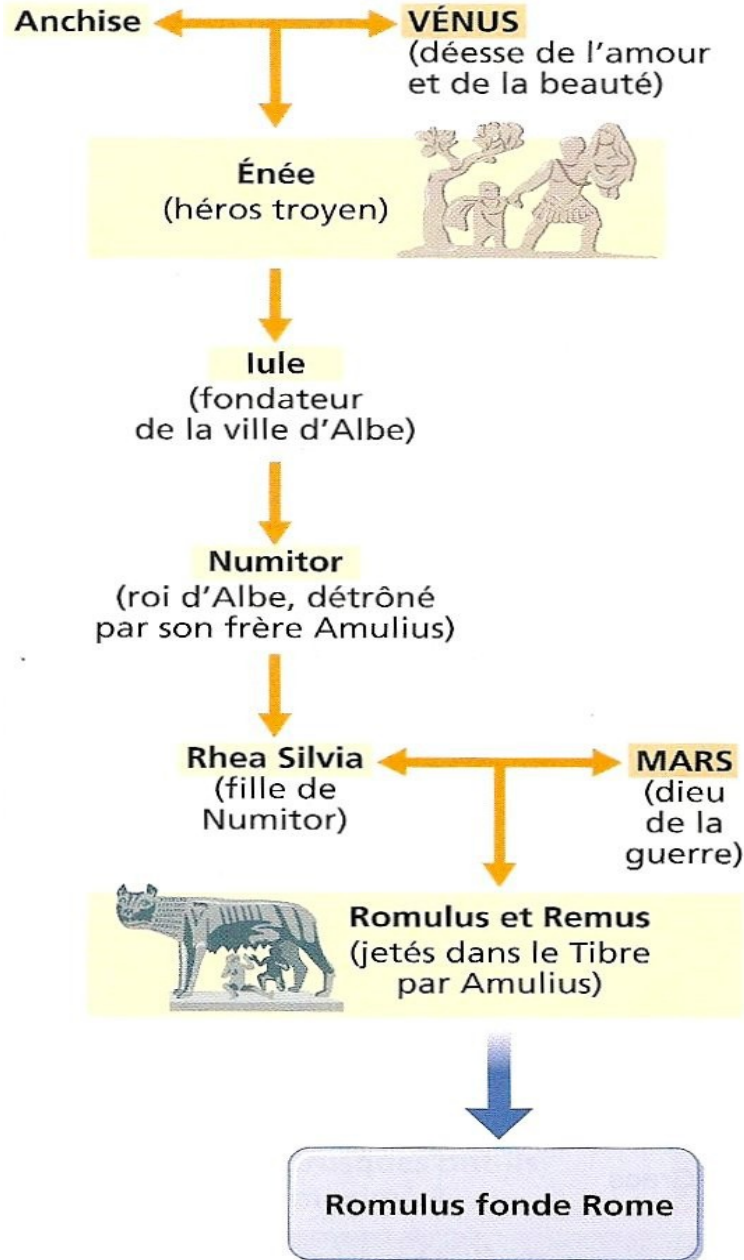 Anchise
VÉNUS
(déesse de l'amour
et de la beauté)
Énée
(héros troyen)
Iule
(fondateur
de la ville d'Albe)
Numitor
(roi d'Albe, détrôné
par son frère Amulius)
Rhea Silvia
(fille de
Numitor)
MARS
(dieu
de la
guerre)
Romulus et Remus
(jetés dans le Tibre
par Amulius)
Romulus fonde Rome